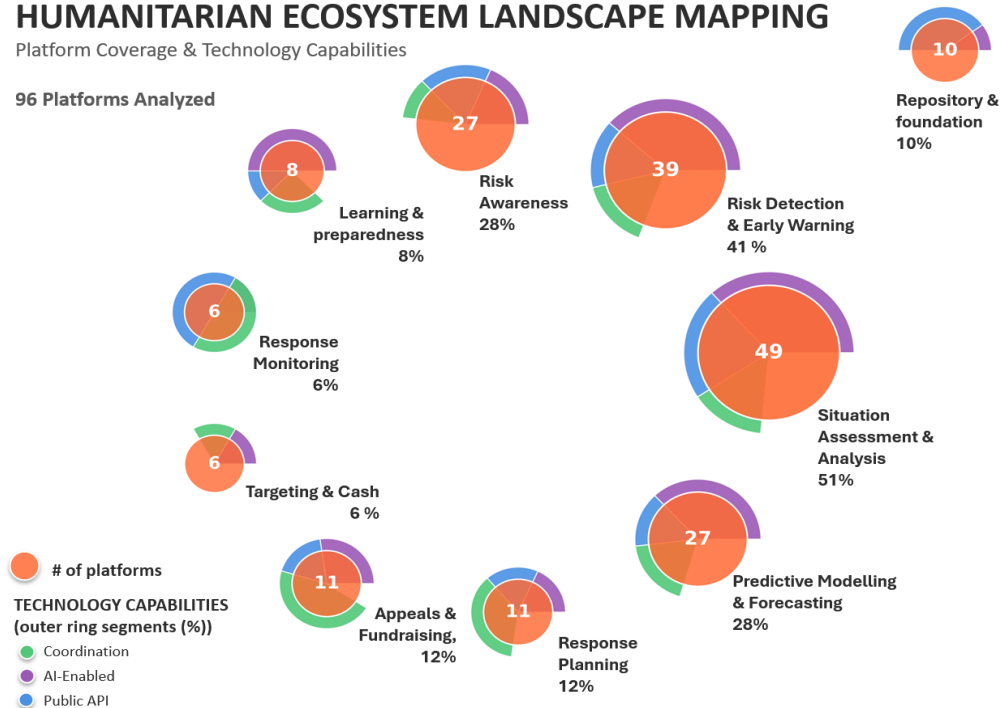 HUMANITARIAN ECOSYSTEM LANDSCAPE MAPPING
Platform Coverage & Technology Capabilities
96 Platforms Analyzed
10
Repository &
foundation
10%
27
Risk
Awareness
28%
39
Risk Detection
& Early Warning
41 %
8
Learning &
preparedness
8%
6
Response
Monitoring
6%
49
Situation
Assessment &
Analysis
51%
6
Targeting & Cash
6 %
27
Predictive Modelling
& Forecasting
28%
11
Appeals &
Fundraising,
12%
11
Response
Planning
12%
# of platforms
TECHNOLOGY CAPABILITIES
(outer ring segments (%))
Coordination
AI-Enabled
Public API